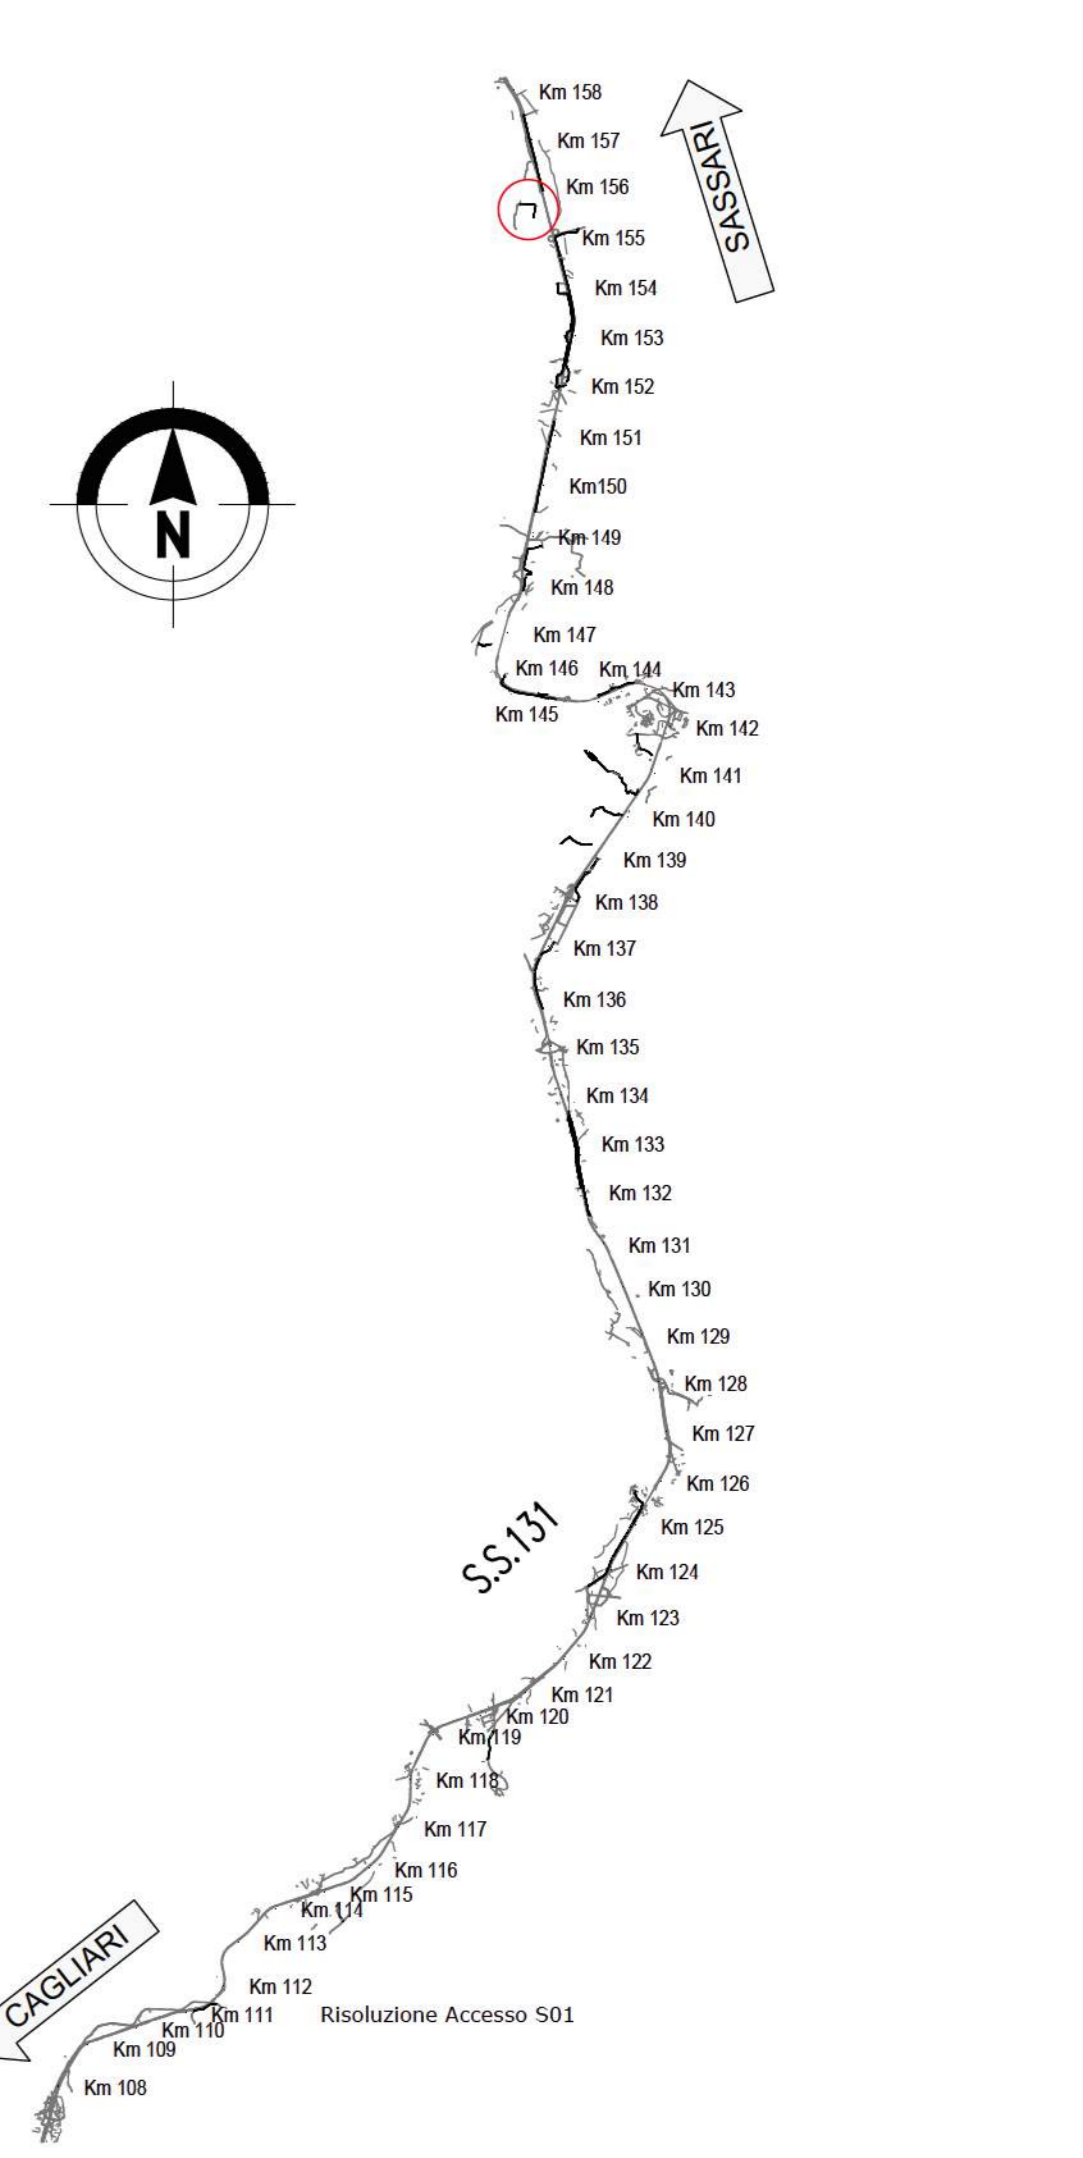 Km 158
SASSARI
Km 157
Km 156
Km 155
Km 154
Km 153
Km 152
Km 151
Km150
N
Km 149
Km 148
Km 147
Km 146
Km 144
Km 143
Km 145
Km 142
Km 141
Km 140
Km 139
Km 138
Km 137
Km 136
Km 135
Km 134
Km 133
Km 132
Km 131
Km 130
Km 129
Km 128
Km 127
Km 126
Km 125
S.S.131
Km 124
Km 123
Km 122
Km 121
Km 120
Km 119
Km 118
Km 117
Km 116
Km 115
Km 114
Km 113
CAGLIARI
Km 112
Km 111
Risoluzione Accesso S01
Km 110
Km 109
Km 108